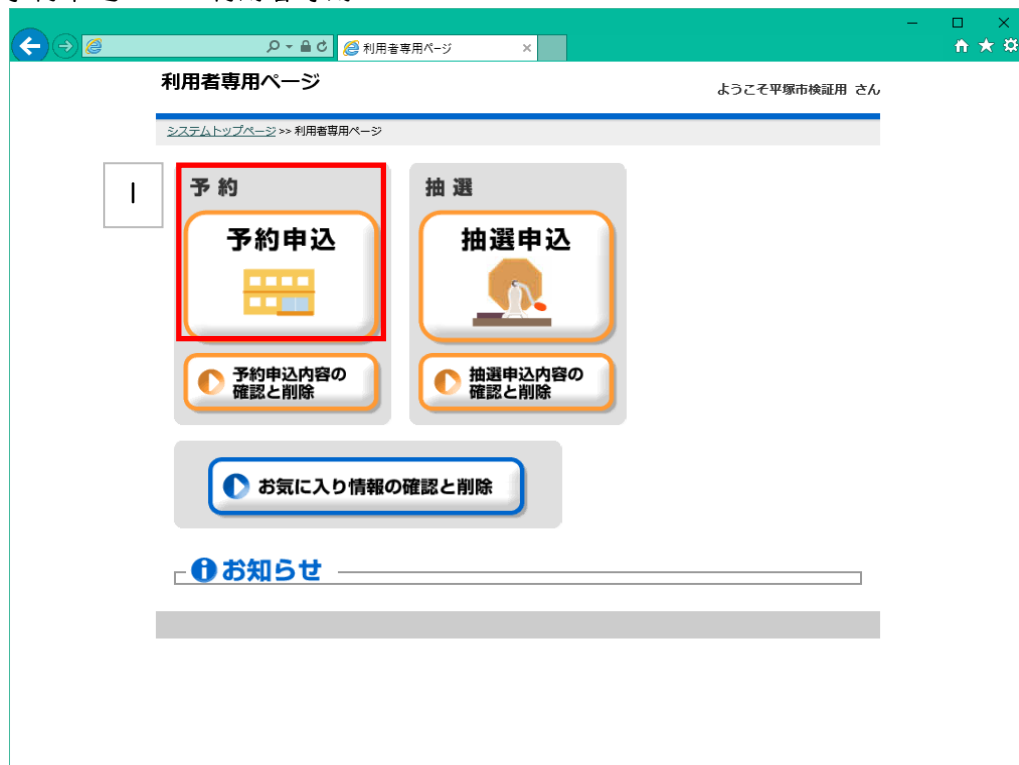 利用者専用ページ
利用者専用ページ
ようこそ平塚市検証用 さん
システムトップページ >> 利用者専用ページ
1
予約
抽選
予約申込
抽選申込
予約申込内容の
確認と削除
抽選申込内容の
確認と削除
お気に入り情報の確認と削除
お知らせ